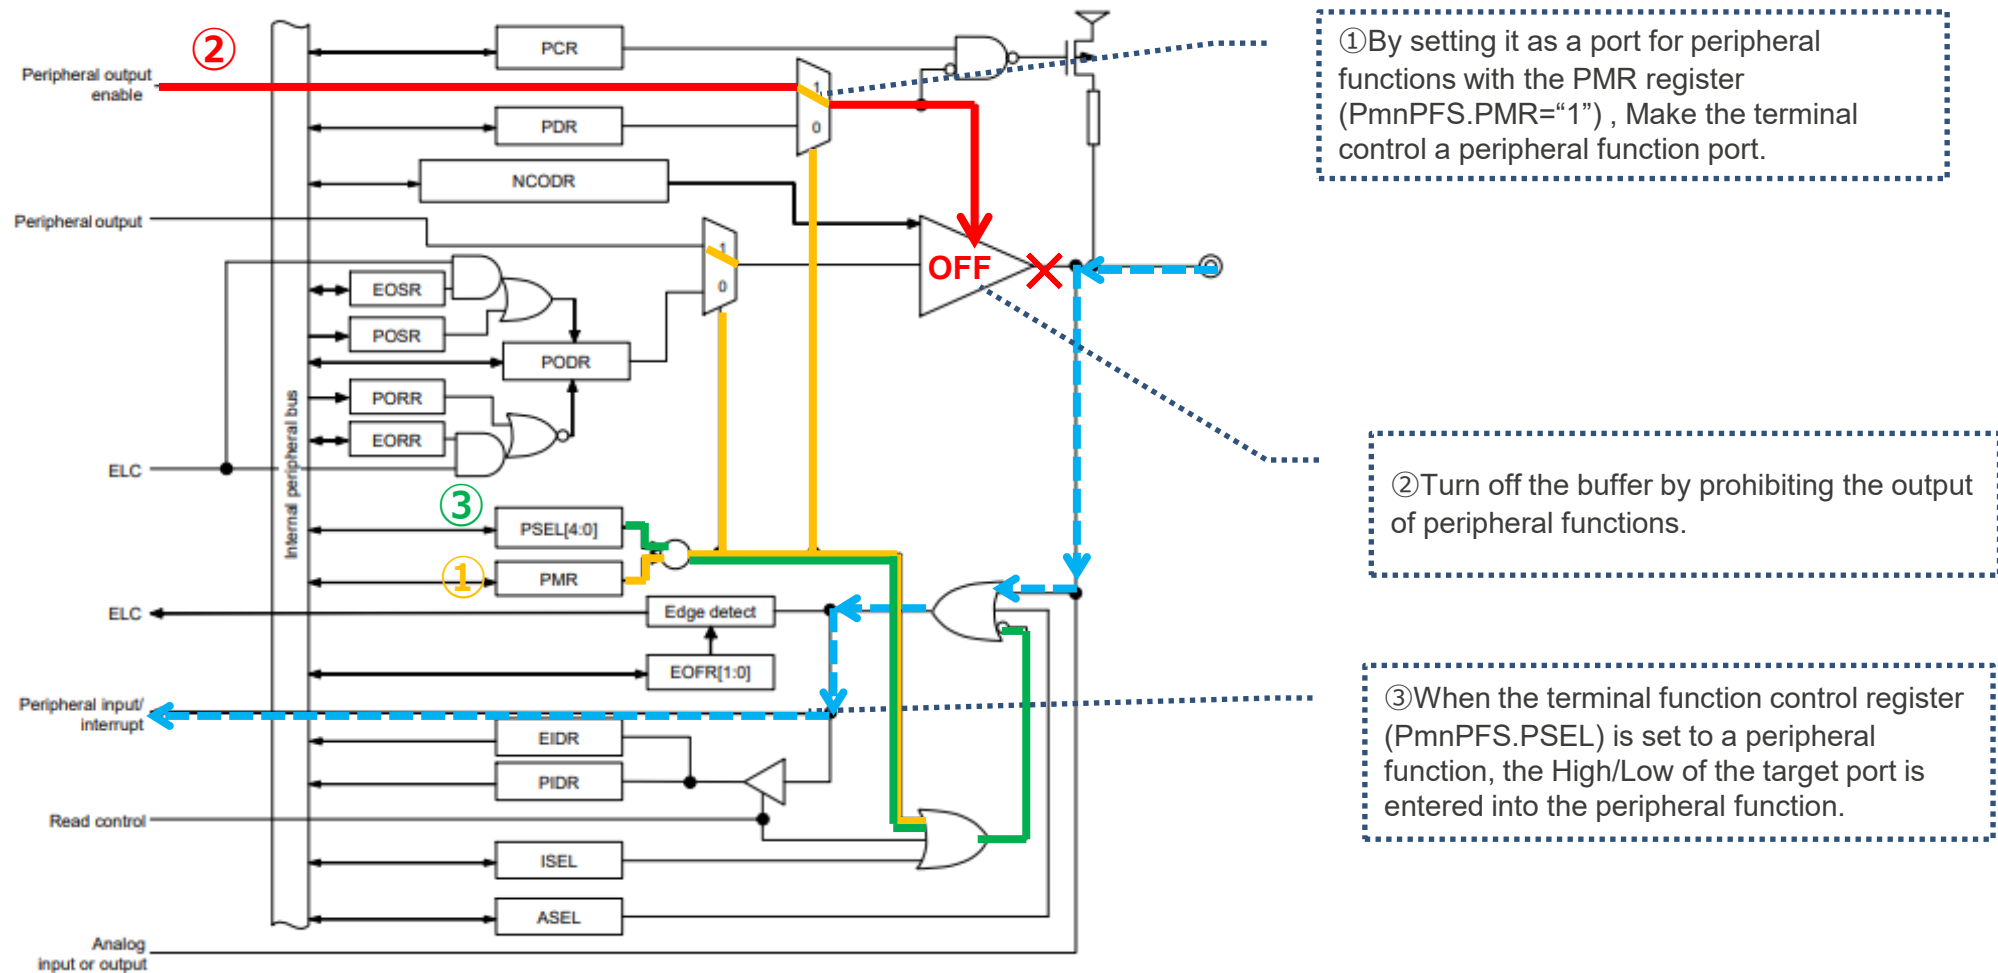 ②
PCR
Peripheral output
enable
1
PDR
0
NCODR
Peripheral output
1
0
OFF
EOSR
POSR
PODR
PORR
EORR
Internal peripheral bus
ELC
③
PSEL[4:0]
①
PMR
ELC
Edge detect
EOFR[1:0]
Peripheral input/
interrupt
EIDR
PIDR
Read control
ISEL
ASEL
Analog
input or output
①By setting it as a port for peripheral
functions with the PMR register
(PmnPFS.PMR=“1”) , Make the terminal
control a peripheral function port.
②Turn off the buffer by prohibiting the output
of peripheral functions.
③When the terminal function control register
(PmnPFS.PSEL) is set to a peripheral
function, the High/Low of the target port is
entered into the peripheral function.